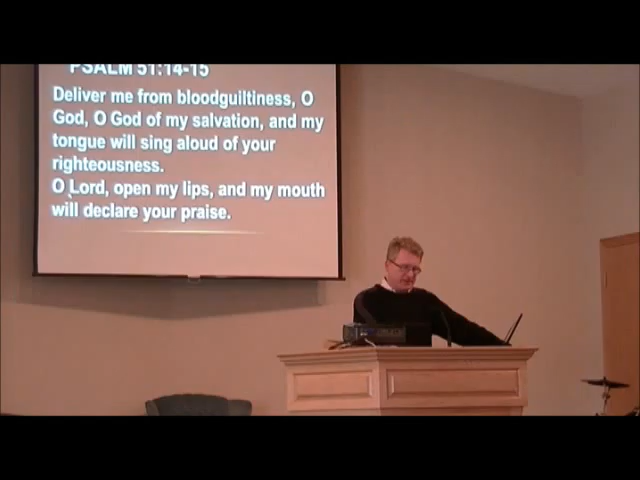 PSALM 51:14-15
Deliver me from bloodguiltiness, O
God, O God of my salvation, and my
tongue will sing aloud of your
righteousness.
O Lord, open my lips, and my mouth
will declare your praise.